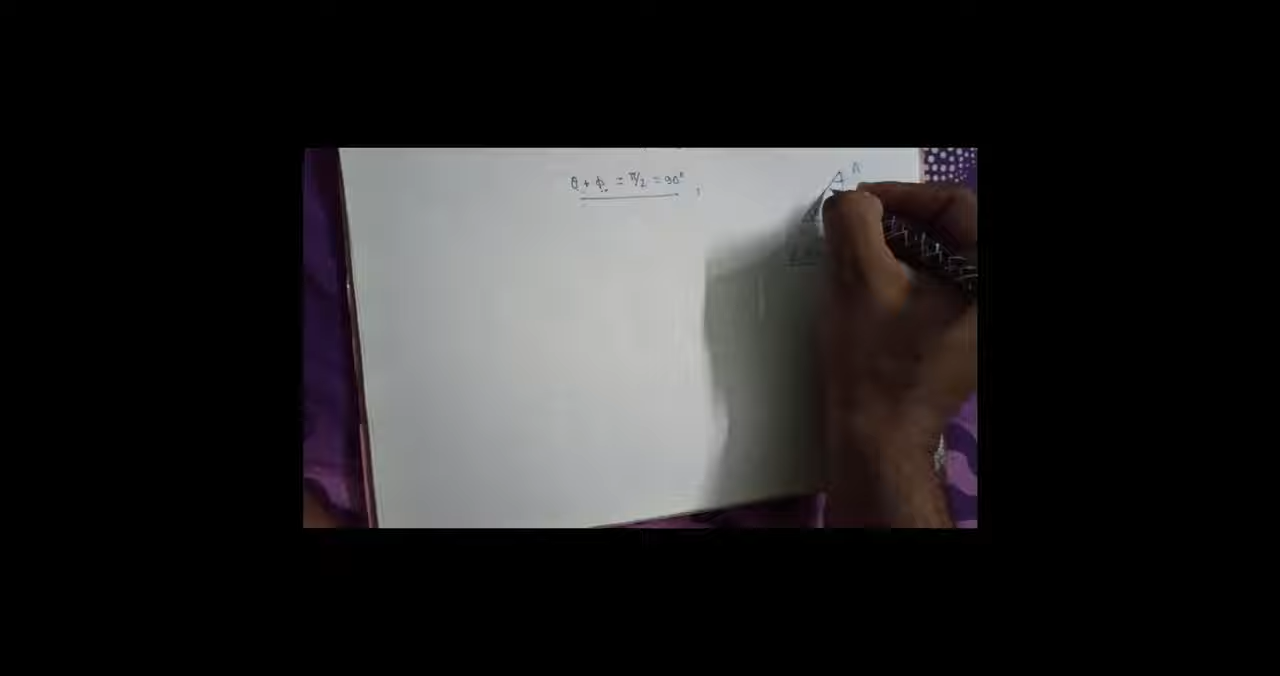 θ + φ = π/2 = 90° ,
A